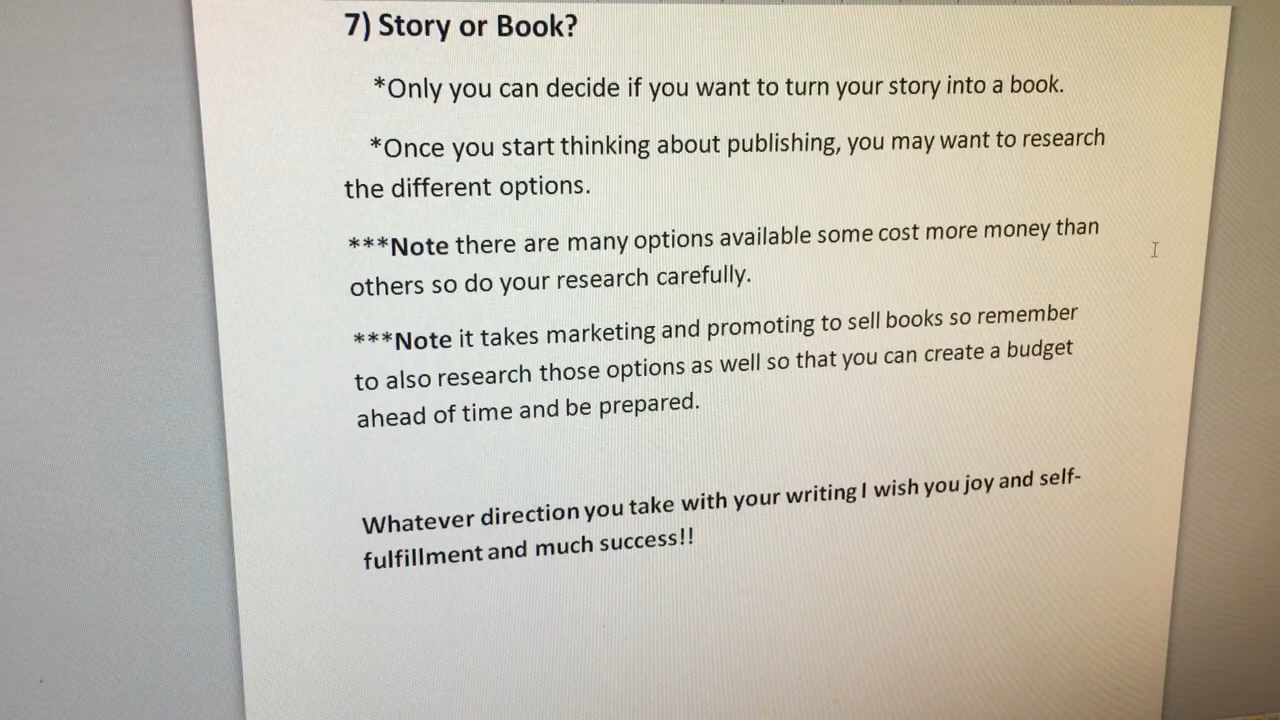 7) Story or Book?
*Only you can decide if you want to turn your story into a book.
*Once you start thinking about publishing, you may want to research
the different options.
***Note there are many options available some cost more money than
others so do your research carefully.
***Note it takes marketing and promoting to sell books so remember
to also research those options as well so that you can create a budget
ahead of time and be prepared.
Whatever direction you take with your writing I wish you joy and self-
fulfillment and much success!!